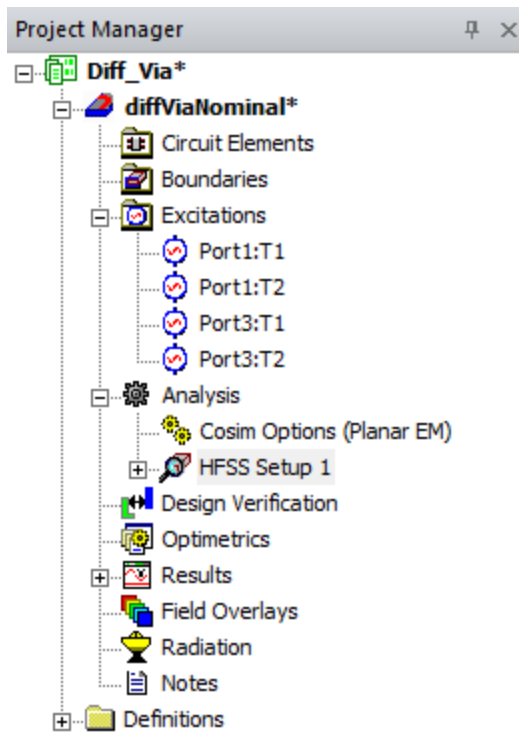 Project Manager
Diff_Via*
diffViaNominal*
Circuit Elements
Boundaries
Excitations
Port1:T1
Port1:T2
Port3:T1
Port3:T2
Analysis
Cosim Options (Planar EM)
HFSS Setup 1
Design Verification
Optimetrics
Results
Field Overlays
Radiation
Notes
Definitions